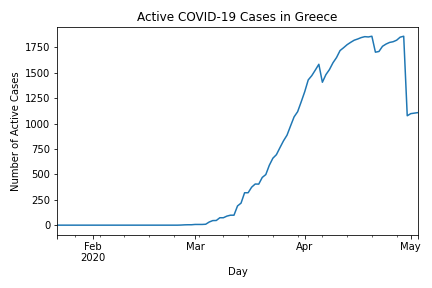 Active COVID-19 Cases in Greece
Number of Active Cases
1750
1500
1250
1000
750
500
250
0
Feb
2020
Mar
Apr
May
Day